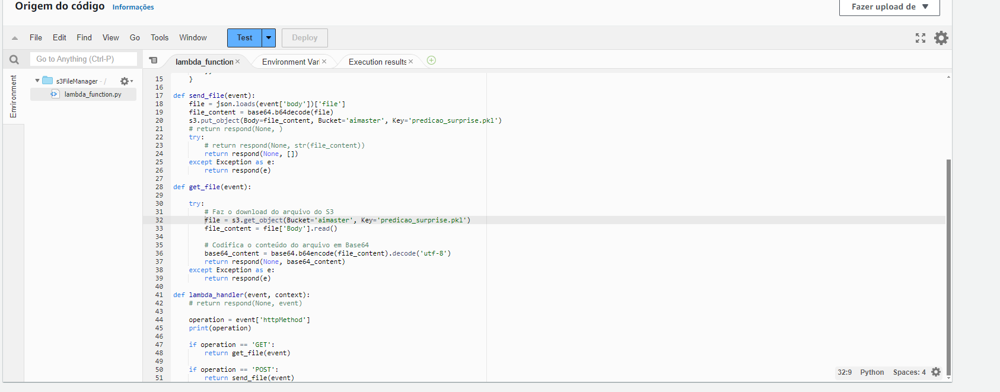 Origem do código Informações
Fazer upload de
File Edit Find View Go Tools Window Test Deploy
Go to Anything (Ctrl-P)
lambda_function
Environment Var
Execution results
Environment
s3FileManager - /
lambda_function.py
15 }
16
17 def send_file(event):
18 file = json.loads(event['body'])['file']
19 file_content = base64.b64decode(file)
20 s3.put_object(Body=file_content, Bucket='aimaster', Key='predicao_surprise.pkl')
21 # return respond(None, )
22 try:
23 # return respond(None, str(file_content))
24 return respond(None, [])
25 except Exception as e:
26 return respond(e)
27
28 def get_file(event):
29
30 try:
31 # Faz o download do arquivo do S3
32 file = s3.get_object(Bucket='aimaster', Key='predicao_surprise.pkl')
33 file_content = file['Body'].read()
34
35 # Codifica o conteúdo do arquivo em Base64
36 base64_content = base64.b64encode(file_content).decode('utf-8')
37 return respond(None, base64_content)
38 except Exception as e:
39 return respond(e)
40
41 def lambda_handler(event, context):
42 # return respond(None, event)
43
44 operation = event['httpMethod']
45 print(operation)
46
47 if operation == 'GET':
48 return get_file(event)
49
50 if operation == 'POST':
51 return send_file(event)
32:9 Python Spaces: 4